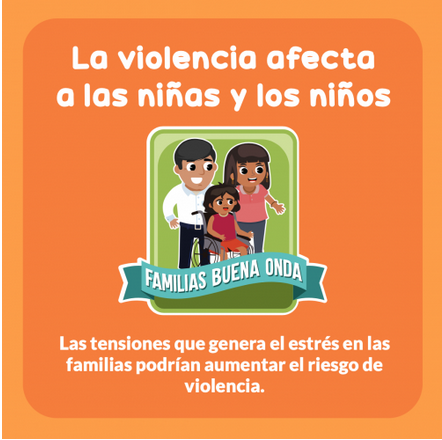 La violencia afecta
a las niñas y los niños
FAMILIAS BUENA ONDA
Las tensiones que genera el estrés en las
familias podrían aumentar el riesgo de
violencia.